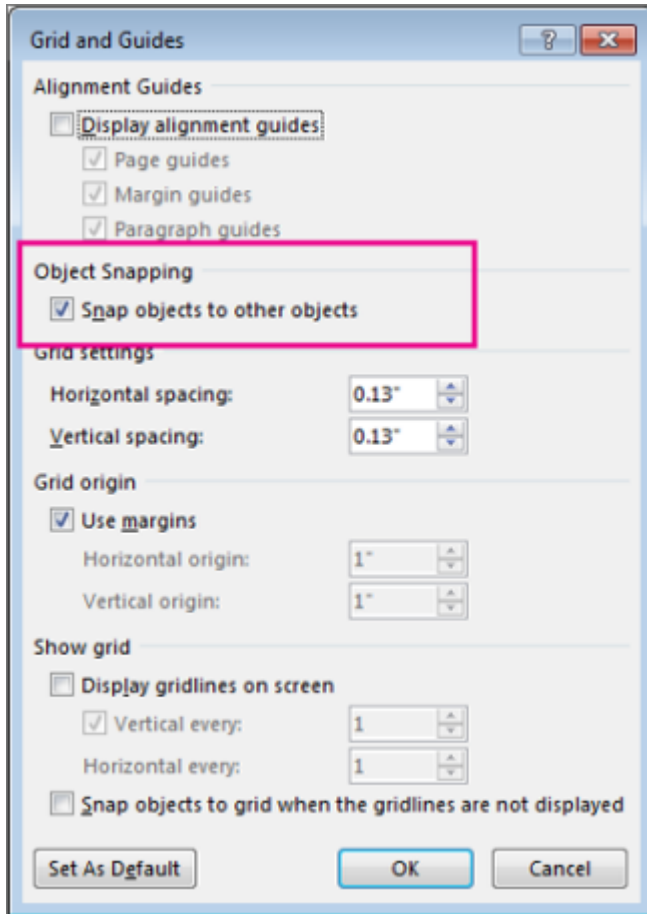 Grid and Guides
Alignment Guides
Display alignment guides
Page guides
Margin guides
Paragraph guides
Object Snapping
Snap objects to other objects
Grid settings
Horizontal spacing: 0.13"
Vertical spacing: 0.13"
Grid origin
Use margins
Horizontal origin: 1"
Vertical origin: 1"
Show grid
Display gridlines on screen
Vertical every: 1
Horizontal every: 1
Snap objects to grid when the gridlines are not displayed
Set As Default OK Cancel